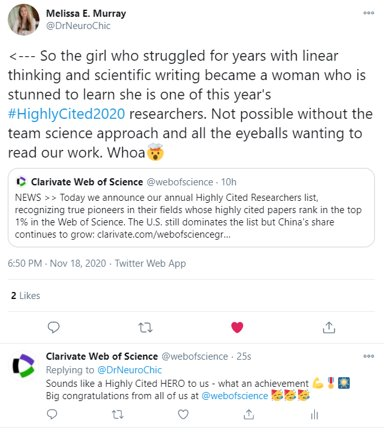 Melissa E. Murray
@DrNeuroChic
<--- So the girl who struggled for years with linear
thinking and scientific writing became a woman who is
stunned to learn she is one of this year's
#HighlyCited2020 researchers. Not possible without the
team science approach and all the eyeballs wanting to
read our work. Whoa🤯
Clarivate Web of Science @webofscience · 10h
NEWS >> Today we announce our annual Highly Cited Researchers list,
recognizing true pioneers in their fields whose highly cited papers rank in the top
1% in the Web of Science. The U.S. still dominates the list but China's share
continues to grow: clarivate.com/webofsciencegr...
6:50 PM · Nov 18, 2020 · Twitter Web App
2 Likes
Clarivate Web of Science @webofscience · 25s
Replying to @DrNeuroChic
Sounds like a Highly Cited HERO to us - what an achievement 💪🎖️🎇
Big congratulations from all of us at @webofscience 🥳🥳🥳